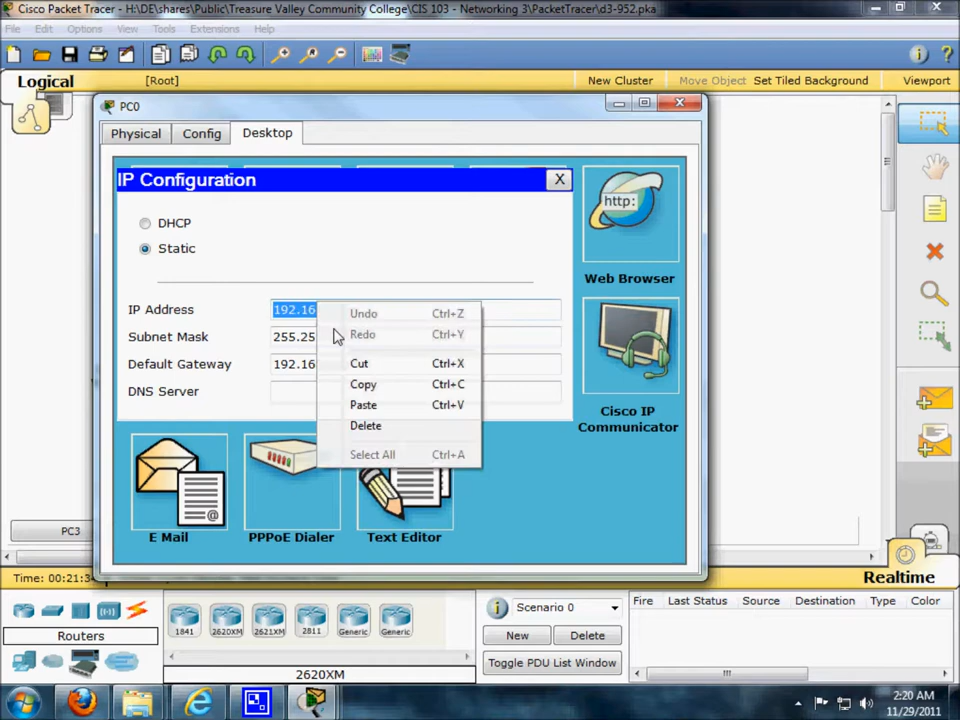 Cisco Packet Tracer - H:\DE\shares\Public\Treasure Valley Community College\CIS 103 - Networking 3\PacketTracer\d3-952.pka
File Edit Options View Tools Extensions Help
Logical [Root] New Cluster Move Object Set Tiled Background Viewport
PC0
Physical Config Desktop
IP Configuration X
http:
DHCP
Static
Web Browser
IP Address 192.16
Subnet Mask 255.25
Default Gateway 192.16
DNS Server
Undo Ctrl+Z
Redo Ctrl+Y
Cut Ctrl+X
Copy Ctrl+C
Paste Ctrl+V
Delete
Select All Ctrl+A
Cisco IP
Communicator
@
E Mail PPPoE Dialer Text Editor
PC3
Time: 00:21:34
Realtime
Routers
1841 2620XM 2621XM 2811 Generic Generic
2620XM
Scenario 0
New Delete
Toggle PDU List Window
Fire Last Status Source Destination Type Color
2:20 AM
11/29/2011